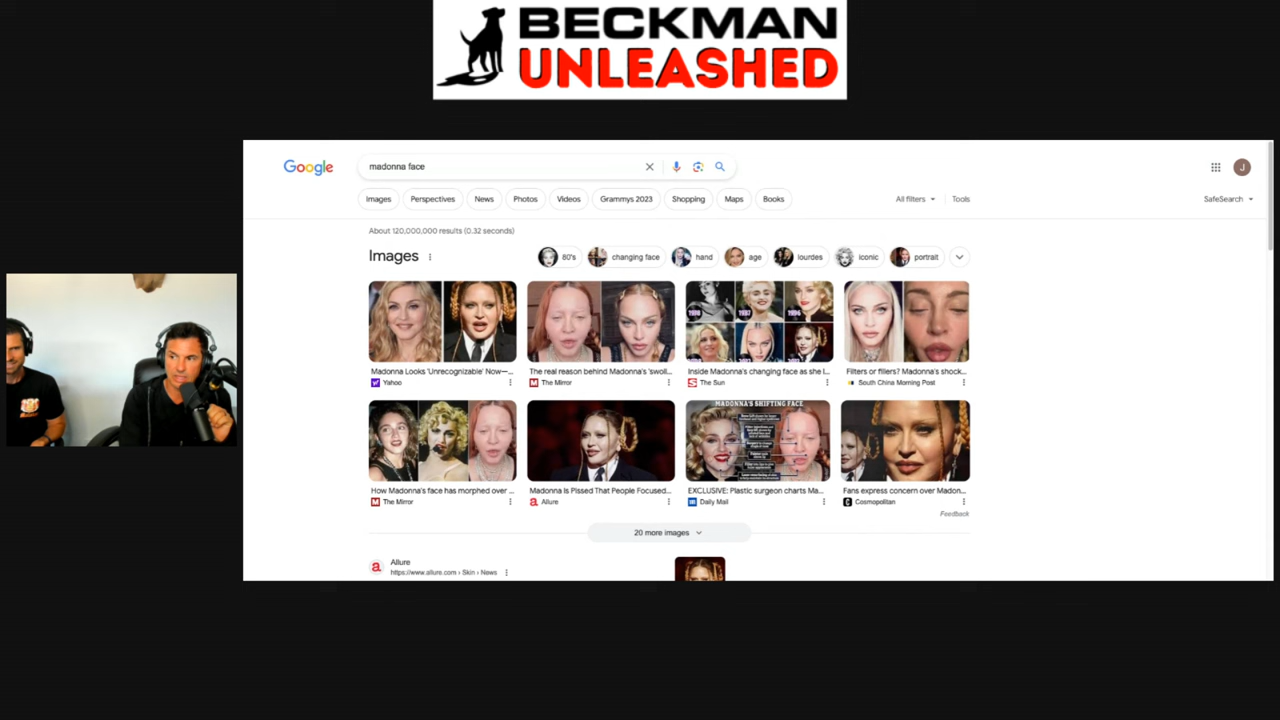 BECKMAN
UNLEASHED
Google
madonna face
J
Images
Perspectives
News
Photos
Videos
Grammys 2023
Shopping
Maps
Books
All filters
Tools
SafeSearch
About 120,000,000 results (0.32 seconds)
Images
80's
changing face
hand
age
lourdes
iconic
portrait
1987
1996
Madonna Looks 'Unrecognizable' Now—...
Yahoo
The real reason behind Madonna's 'swoll...
The Mirror
Inside Madonna's changing face as she l...
The Sun
Filters or fillers? Madonna's shock...
South China Morning Post
MADONNA'S SHIFTING FACE
How Madonna's face has morphed over ...
The Mirror
Madonna Is Pissed That People Focused...
Allure
EXCLUSIVE: Plastic surgeon charts Ma...
Daily Mail
Fans express concern over Madon...
Cosmopolitan
Feedback
20 more images
a
Allure
https://www.allure.com › Skin › News